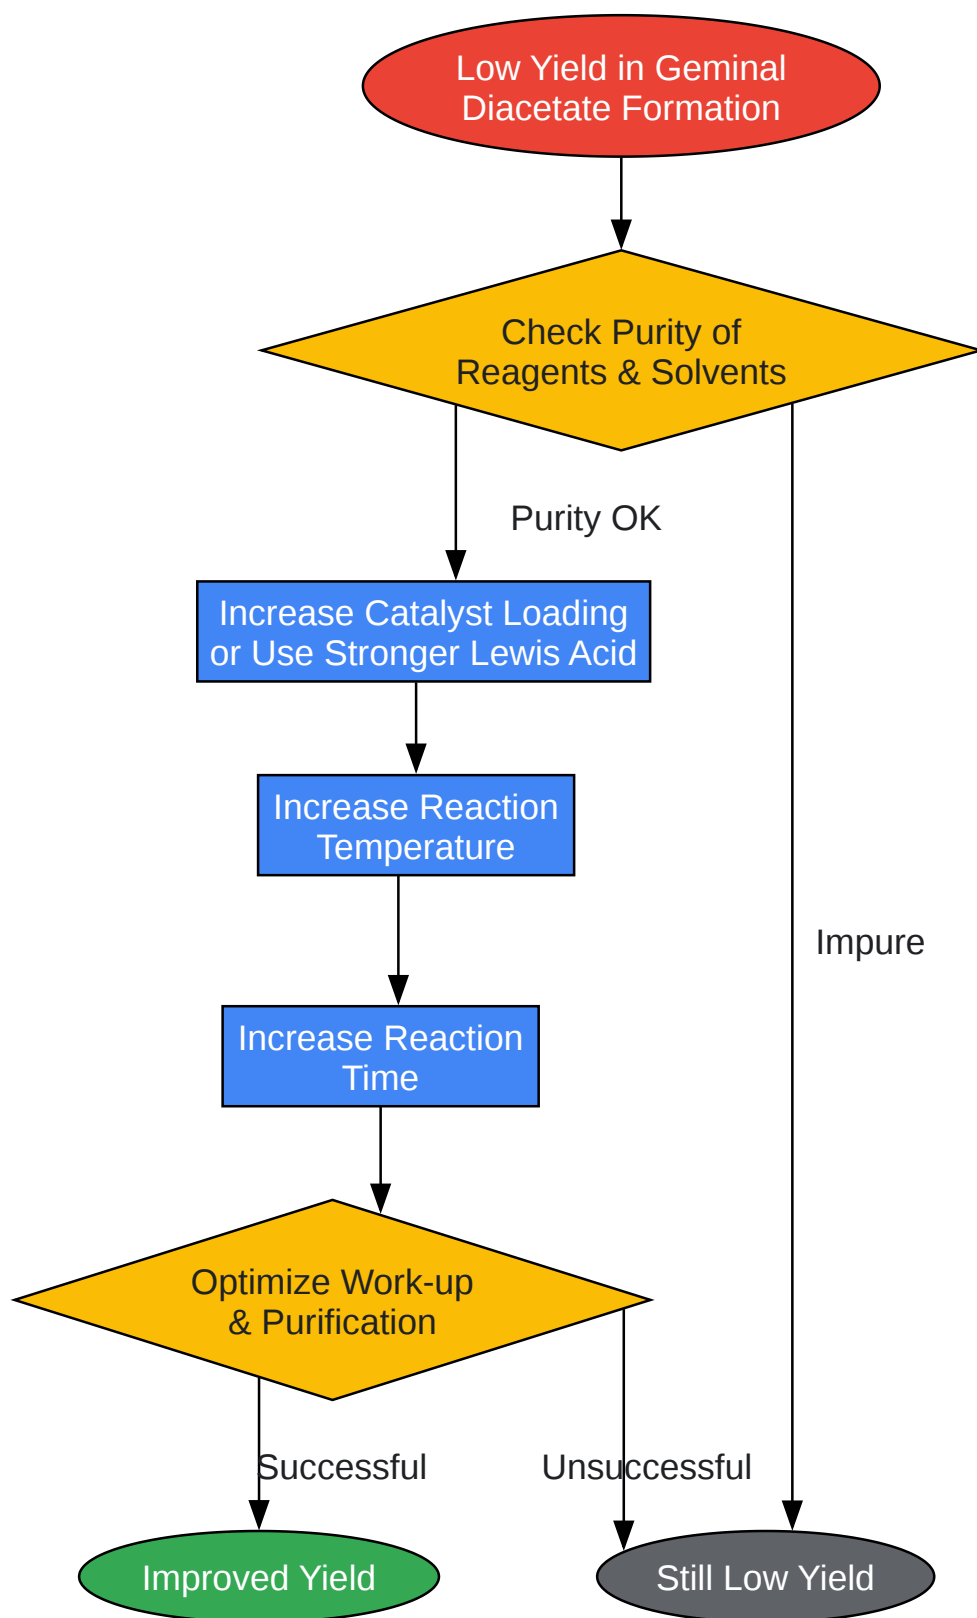 Low Yield in Geminal
Diacetate Formation
Check Purity of
Reagents & Solvents
Purity OK
Increase Catalyst Loading
or Use Stronger Lewis Acid
Increase Reaction
Temperature
Impure
Increase Reaction
Time
Optimize Work-up
& Purification
Successful
Unsuccessful
Improved Yield
Still Low Yield